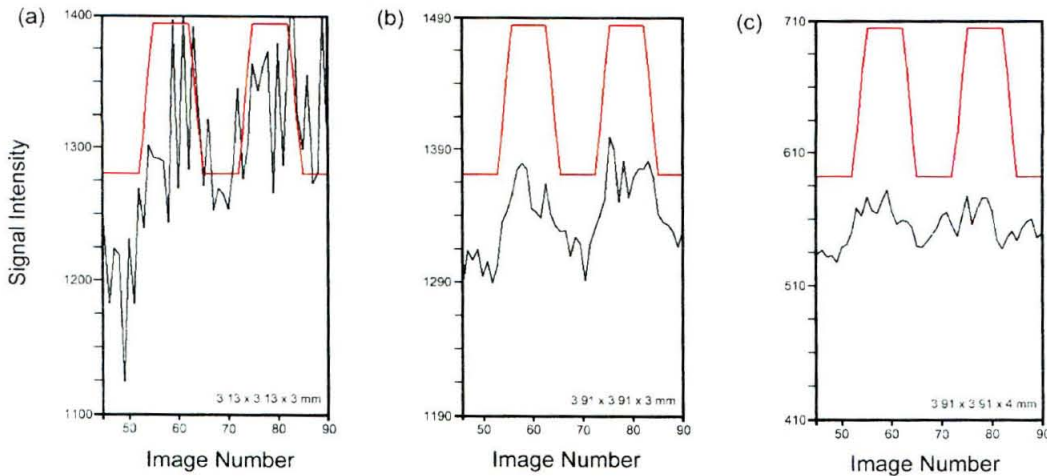 (a)
Signal Intensity
1400
1300
1200
1100
3.13 x 3.13 x 3 mm
50 60 70 80 90
Image Number
(b)
1490
1390
1290
1190
3.91 x 3.91 x 3 mm
50 60 70 80 90
Image Number
(c)
710
610
510
410
3.91 x 3.91 x 4 mm
50 60 70 80 90
Image Number